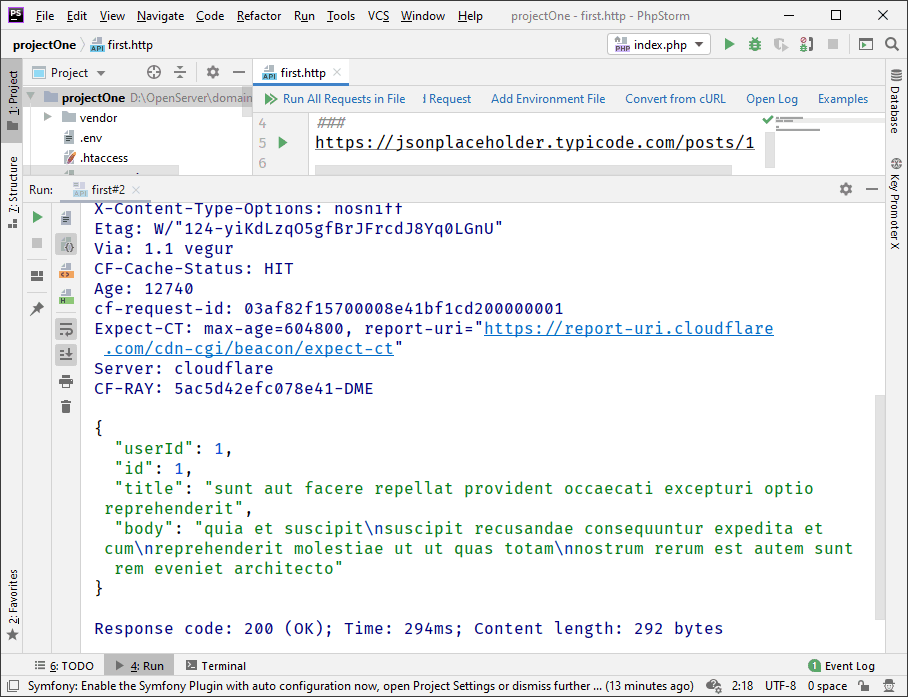 PS File Edit View Navigate Code Refactor Run Tools VCS Window Help projectOne - first.http - PhpStorm
projectOne API first.http PHP index.php
1: Project
Project
API first.http
projectOne D:\OpenServer\domain
Run All Requests in File Request Add Environment File Convert from cURL Open Log Examples
vendor
.env
.htaccess
4 ###
5 https://jsonplaceholder.typicode.com/posts/1
6
Database
Key Promoter X
7: Structure
2: Favorites
Run: API first#2
X-Content-Type-Options: nosniff
Etag: W/"124-yiKdLzqO5gfBrJFrcdJ8Yq0LGnU"
Via: 1.1 vegur
CF-Cache-Status: HIT
Age: 12740
cf-request-id: 03af82f15700008e41bf1cd200000001
Expect-CT: max-age=604800, report-uri="https://report-uri.cloudflare
.com/cdn-cgi/beacon/expect-ct"
Server: cloudflare
CF-RAY: 5ac5d42efc078e41-DME
{
"userId": 1,
"id": 1,
"title": "sunt aut facere repellat provident occaecati excepturi optio
reprehenderit",
"body": "quia et suscipit\nsuscipit recusandae consequuntur expedita et
cum\nreprehenderit molestiae ut ut quas totam\nnostrum rerum est autem sunt
rem eveniet architecto"
}
Response code: 200 (OK); Time: 294ms; Content length: 292 bytes
6: TODO 4: Run Terminal 1 Event Log
Symfony: Enable the Symfony Plugin with auto configuration now, open Project Settings or dismiss further ... (13 minutes ago) 2:18 UTF-8 0 space